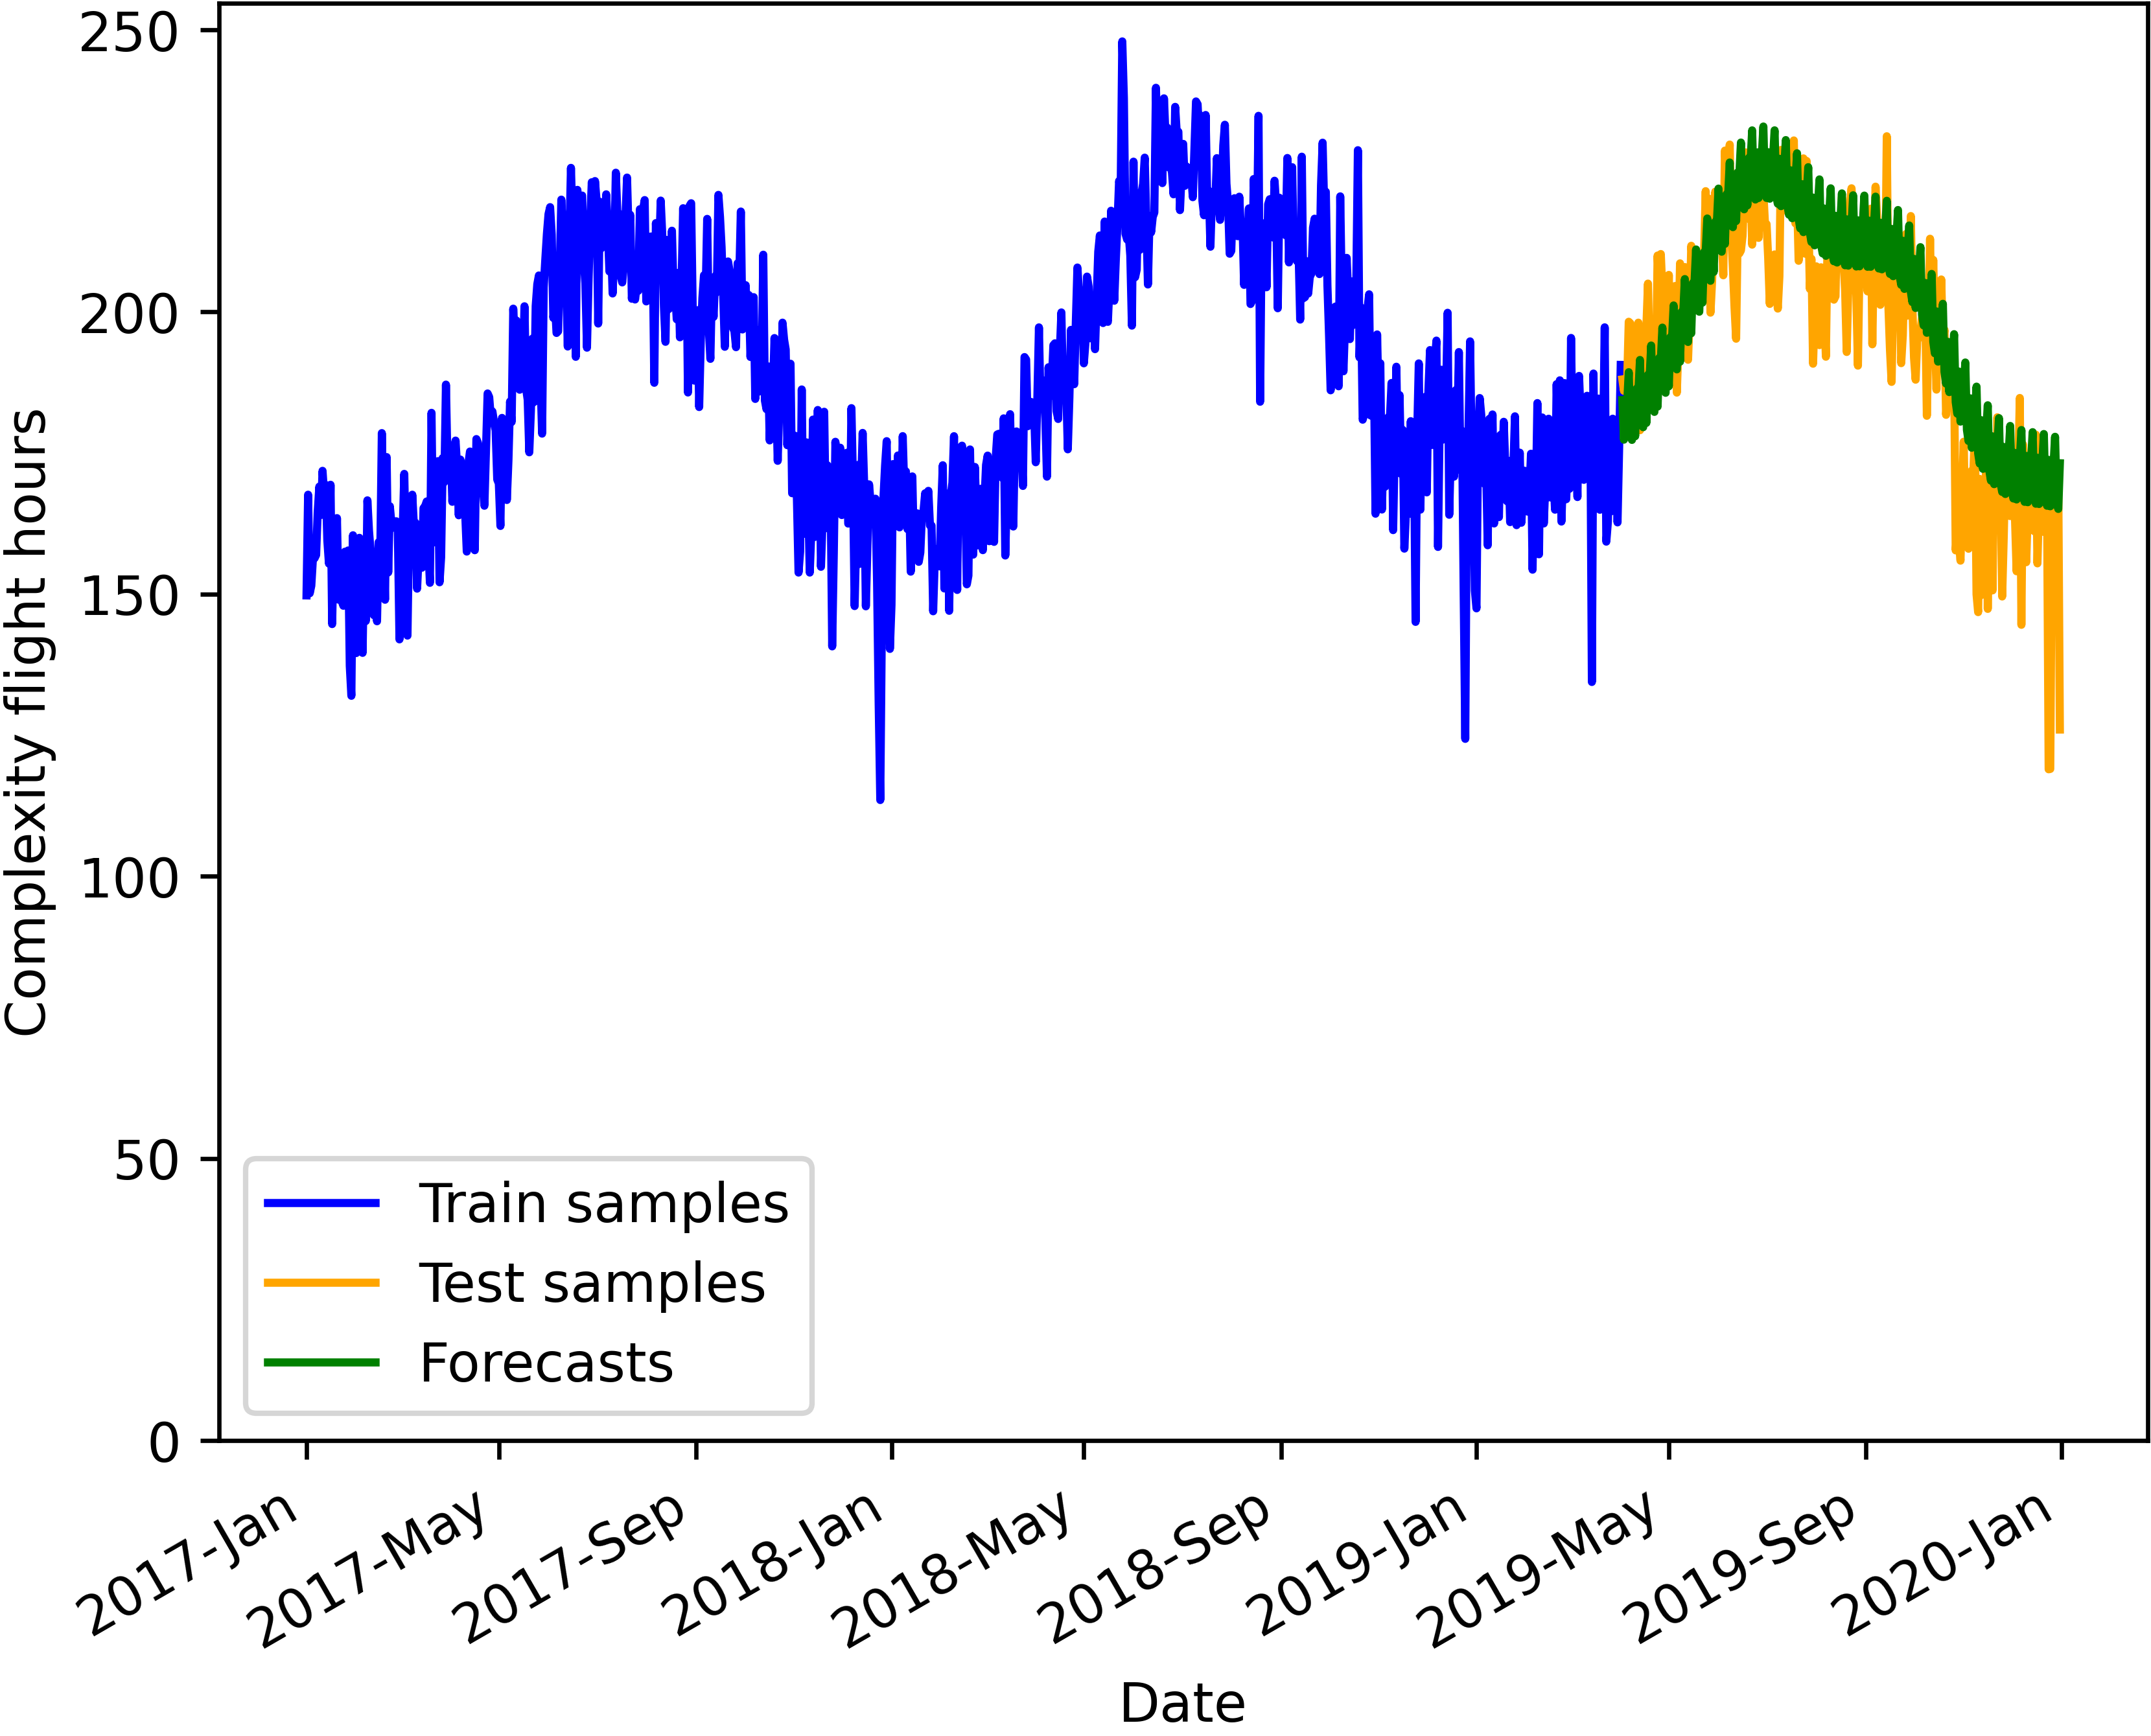 250
200
150
100
50
0
Complexity flight hours
Train samples
Test samples
Forecasts
2017-Jan
2017-May
2017-Sep
2018-Jan
2018-May
2018-Sep
2019-Jan
2019-May
2019-Sep
2020-Jan
Date